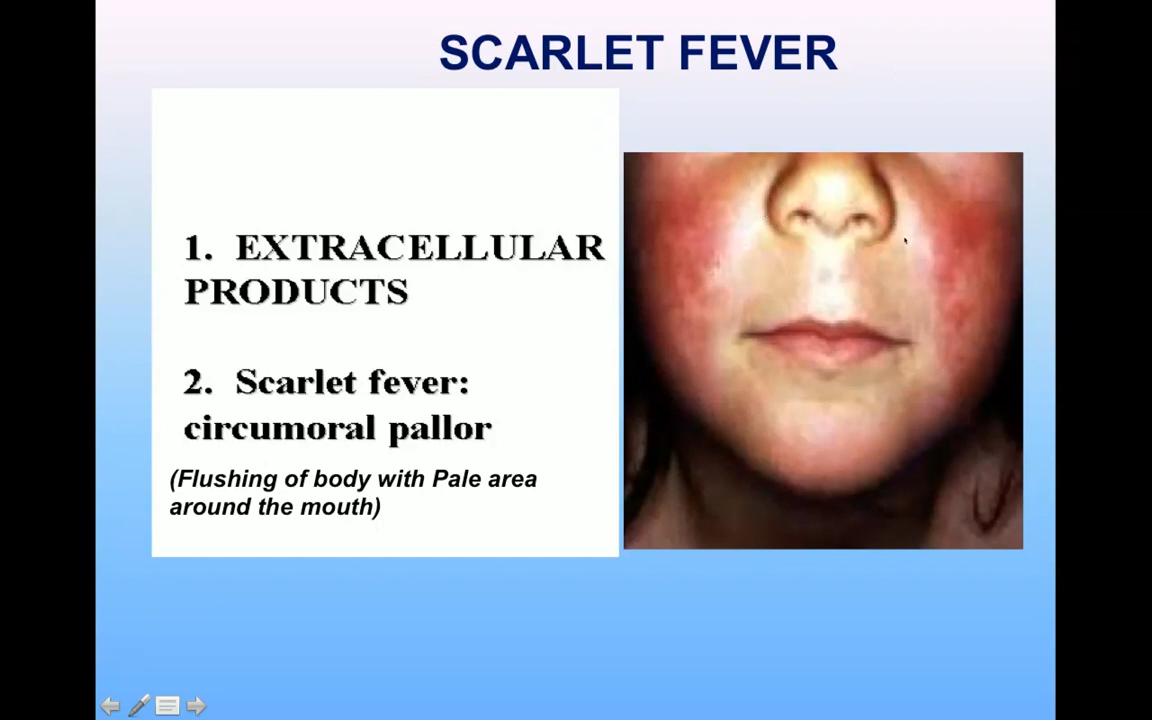 SCARLET FEVER
1. EXTRACELLULAR
PRODUCTS
2. Scarlet fever:
circumoral pallor
(Flushing of body with Pale area
around the mouth)